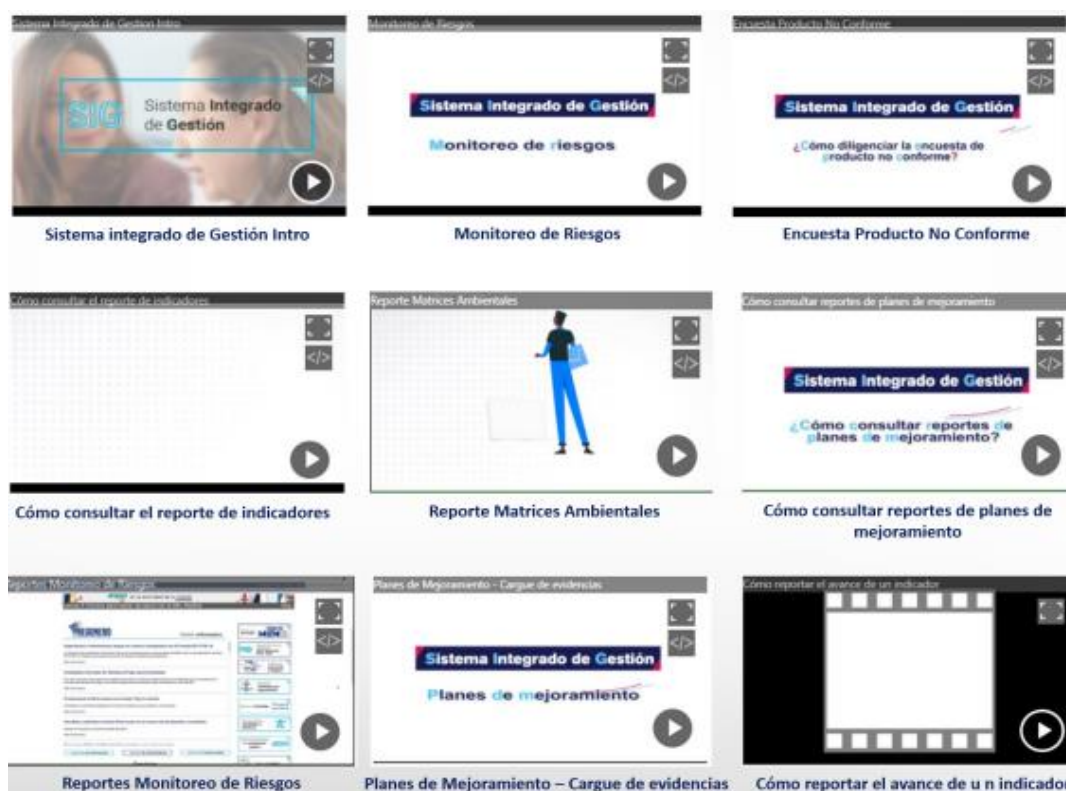 Sistema Integrado de Gestion Intro
SIG
Sistema Integrado
de Gestión
Sistema integrado de Gestión Intro
Monitoreo de Riesgos
Sistema Integrado de Gestión
Monitoreo de riesgos
Monitoreo de Riesgos
Encuesta Producto No Conforme
Sistema Integrado de Gestión
¿Cómo diligenciar la encuesta de
producto no conforme?
Encuesta Producto No Conforme
Cómo consultar el reporte de indicadores
Cómo consultar el reporte de indicadores
Reporte Matrices Ambientales
Reporte Matrices Ambientales
Cómo consultar reportes de planes de mejoramiento
Sistema Integrado de Gestión
¿Cómo consultar reportes de
planes de mejoramiento?
Cómo consultar reportes de planes de
mejoramiento
Reportes Monitoreo de Riesgos
Reportes Monitoreo de Riesgos
Planes de Mejoramiento - Cargue de evidencias
Sistema Integrado de Gestión
Planes de mejoramiento
Planes de Mejoramiento – Cargue de evidencias
Cómo reportar el avance de un indicador
Cómo reportar el avance de u n indicador